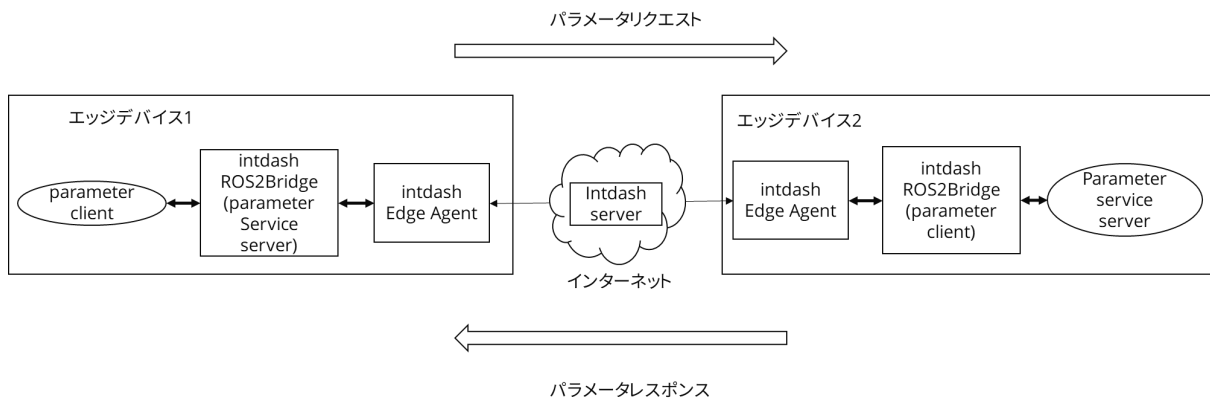 パラメータリクエスト
エッジデバイス1
parameter
client
intdash
ROS2Bridge
(parameter
Service
server)
intdash
Edge Agent
Intdash
server
インターネット
エッジデバイス2
intdash
Edge Agent
intdash
ROS2Bridge
(parameter
client)
Parameter
service
server
パラメータレスポンス